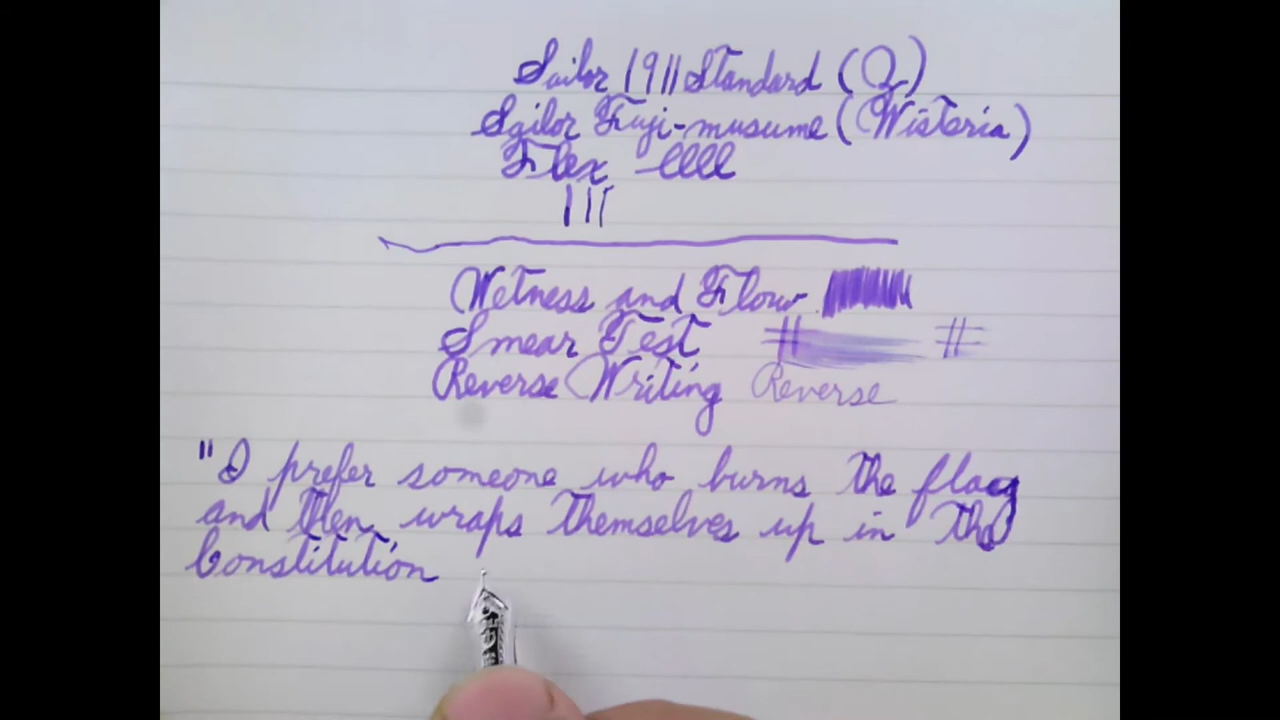 Sailor 1911 Standard (Z)
Sailor Fuji-musume (Wisteria)
Flex llll
Wetness and Flow
Smear Test
Reverse Writing Reverse
"I prefer someone who burns the flag
and then wraps themselves up in the
Constitution